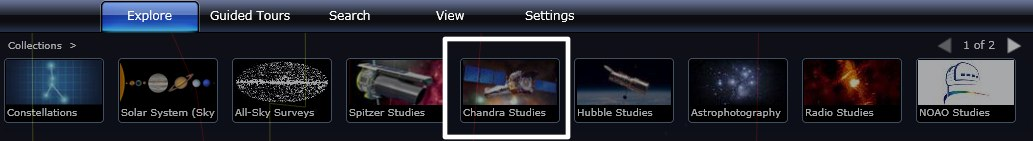 Explore Guided Tours Search View Settings
Collections > 1 of 2
Constellations Solar System (Sky All-Sky Surveys Spitzer Studies Chandra Studies Hubble Studies Astrophotography Radio Studies NOAO Studies